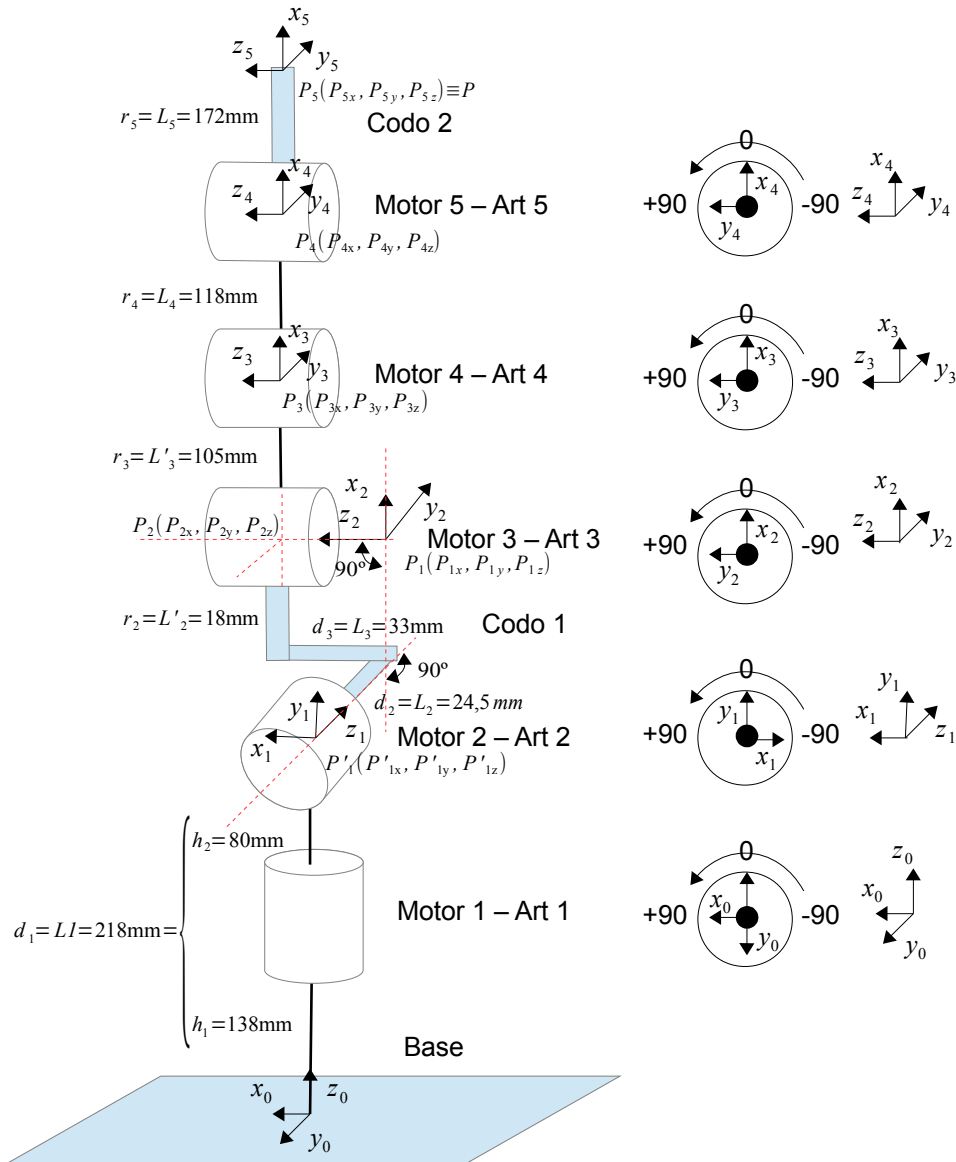 x₅
z₅
y₅
P₅(P₅ₓ, P₅y, P₅z)≡P
r₅=L₅=172mm
Codo 2
0
x₄
x₄
x₄
z₄
y₄
Motor 5 – Art 5
+90
y₄
-90
z₄
y₄
P₄(P₄ₓ, P₄y, P₄z)
r₄=L₄=118mm
0
x₃
x₃
x₃
z₃
y₃
Motor 4 – Art 4
+90
y₃
-90
z₃
y₃
P₃(P₃ₓ, P₃y, P₃z)
r₃=L'₃=105mm
0
x₂
x₂
x₂
P₂(P₂ₓ, P₂y, P₂z)
z₂
y₂
Motor 3 – Art 3
+90
y₂
-90
z₂
y₂
90º
P₁(P₁ₓ, P₁y, P₁z)
r₂=L'₂=18mm
d₃=L₃=33mm
Codo 1
90º
0
d₂=L₂=24,5mm
y₁
y₁
y₁
x₁
z₁
Motor 2 – Art 2
+90
x₁
-90
x₁
z₁
P'₁(P'₁ₓ, P'₁y, P'₁z)
h₂=80mm
0
z₀
d₁=L1=218mm=
Motor 1 – Art 1
+90
x₀
y₀
-90
x₀
y₀
h₁=138mm
Base
x₀
z₀
y₀